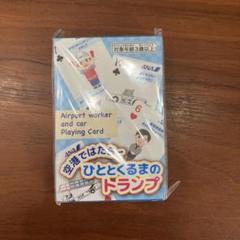 対象年齢3歳以上
ANA
Airport worker
and car
Playing Card
空港ではたらく
ひととくるまの
トランプ